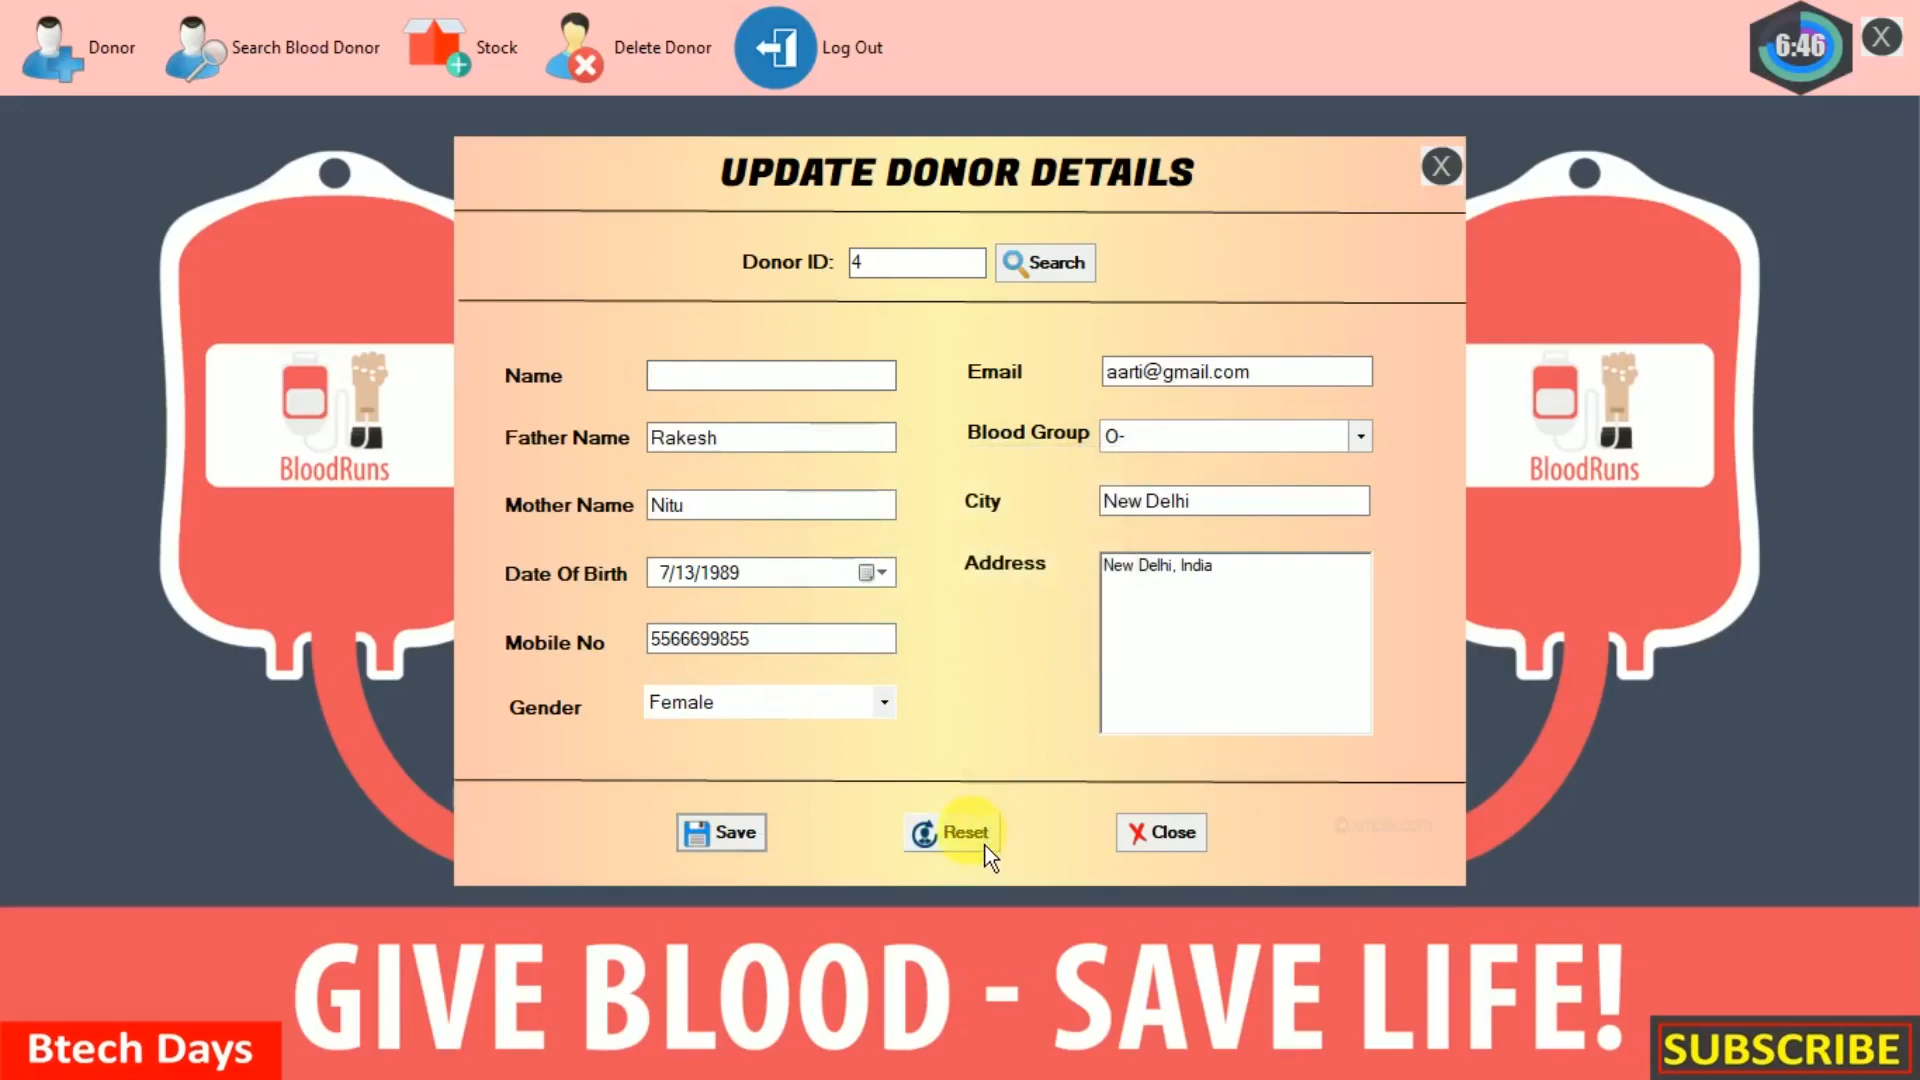 Donor
Search Blood Donor
Stock
Delete Donor
Log Out
6:46
X
UPDATE DONOR DETAILS
X
Donor ID: 4 Search
Name
Father Name Rakesh
Mother Name Nitu
Date Of Birth 7/13/1989
Mobile No 5566699855
Gender Female
Email aarti@gmail.com
Blood Group O-
City New Delhi
Address New Delhi, India
Save Reset Close
BloodRuns
BloodRuns
GIVE BLOOD - SAVE LIFE!
Btech Days
SUBSCRIBE